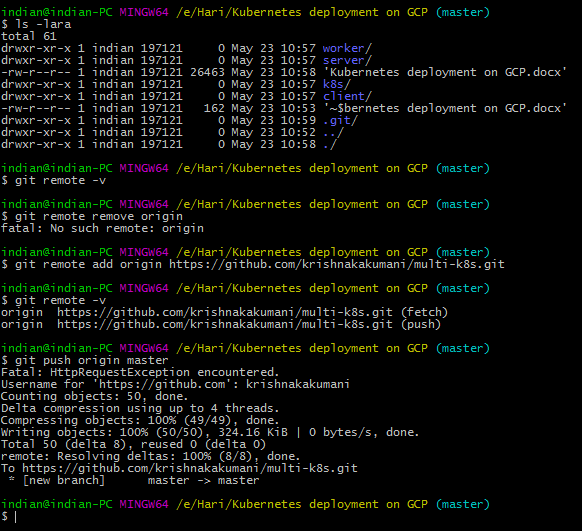 indian@indian-PC MINGW64 /e/Hari/Kubernetes deployment on GCP (master)
$ ls -lara
total 61
drwxr-xr-x 1 indian 197121     0 May 23 10:57 worker/
drwxr-xr-x 1 indian 197121     0 May 23 10:57 server/
-rw-r--r-- 1 indian 197121 26463 May 23 10:58 'Kubernetes deployment on GCP.docx'
drwxr-xr-x 1 indian 197121     0 May 23 10:57 k8s/
drwxr-xr-x 1 indian 197121     0 May 23 10:57 client/
-rw-r--r-- 1 indian 197121   162 May 23 10:53 '~$bernetes deployment on GCP.docx'
drwxr-xr-x 1 indian 197121     0 May 23 10:59 .git/
drwxr-xr-x 1 indian 197121     0 May 23 10:52 ../
drwxr-xr-x 1 indian 197121     0 May 23 10:58 ./
indian@indian-PC MINGW64 /e/Hari/Kubernetes deployment on GCP (master)
$ git remote -v
indian@indian-PC MINGW64 /e/Hari/Kubernetes deployment on GCP (master)
$ git remote remove origin
fatal: No such remote: origin
indian@indian-PC MINGW64 /e/Hari/Kubernetes deployment on GCP (master)
$ git remote add origin https://github.com/krishnakakumani/multi-k8s.git
indian@indian-PC MINGW64 /e/Hari/Kubernetes deployment on GCP (master)
$ git remote -v
origin  https://github.com/krishnakakumani/multi-k8s.git (fetch)
origin  https://github.com/krishnakakumani/multi-k8s.git (push)
indian@indian-PC MINGW64 /e/Hari/Kubernetes deployment on GCP (master)
$ git push origin master
Fatal: HttpRequestException encountered.
Username for 'https://github.com': krishnakakumani
Counting objects: 50, done.
Delta compression using up to 4 threads.
Compressing objects: 100% (49/49), done.
Writing objects: 100% (50/50), 324.16 KiB | 0 bytes/s, done.
Total 50 (delta 8), reused 0 (delta 0)
remote: Resolving deltas: 100% (8/8), done.
To https://github.com/krishnakakumani/multi-k8s.git
 * [new branch]      master -> master
indian@indian-PC MINGW64 /e/Hari/Kubernetes deployment on GCP (master)
$